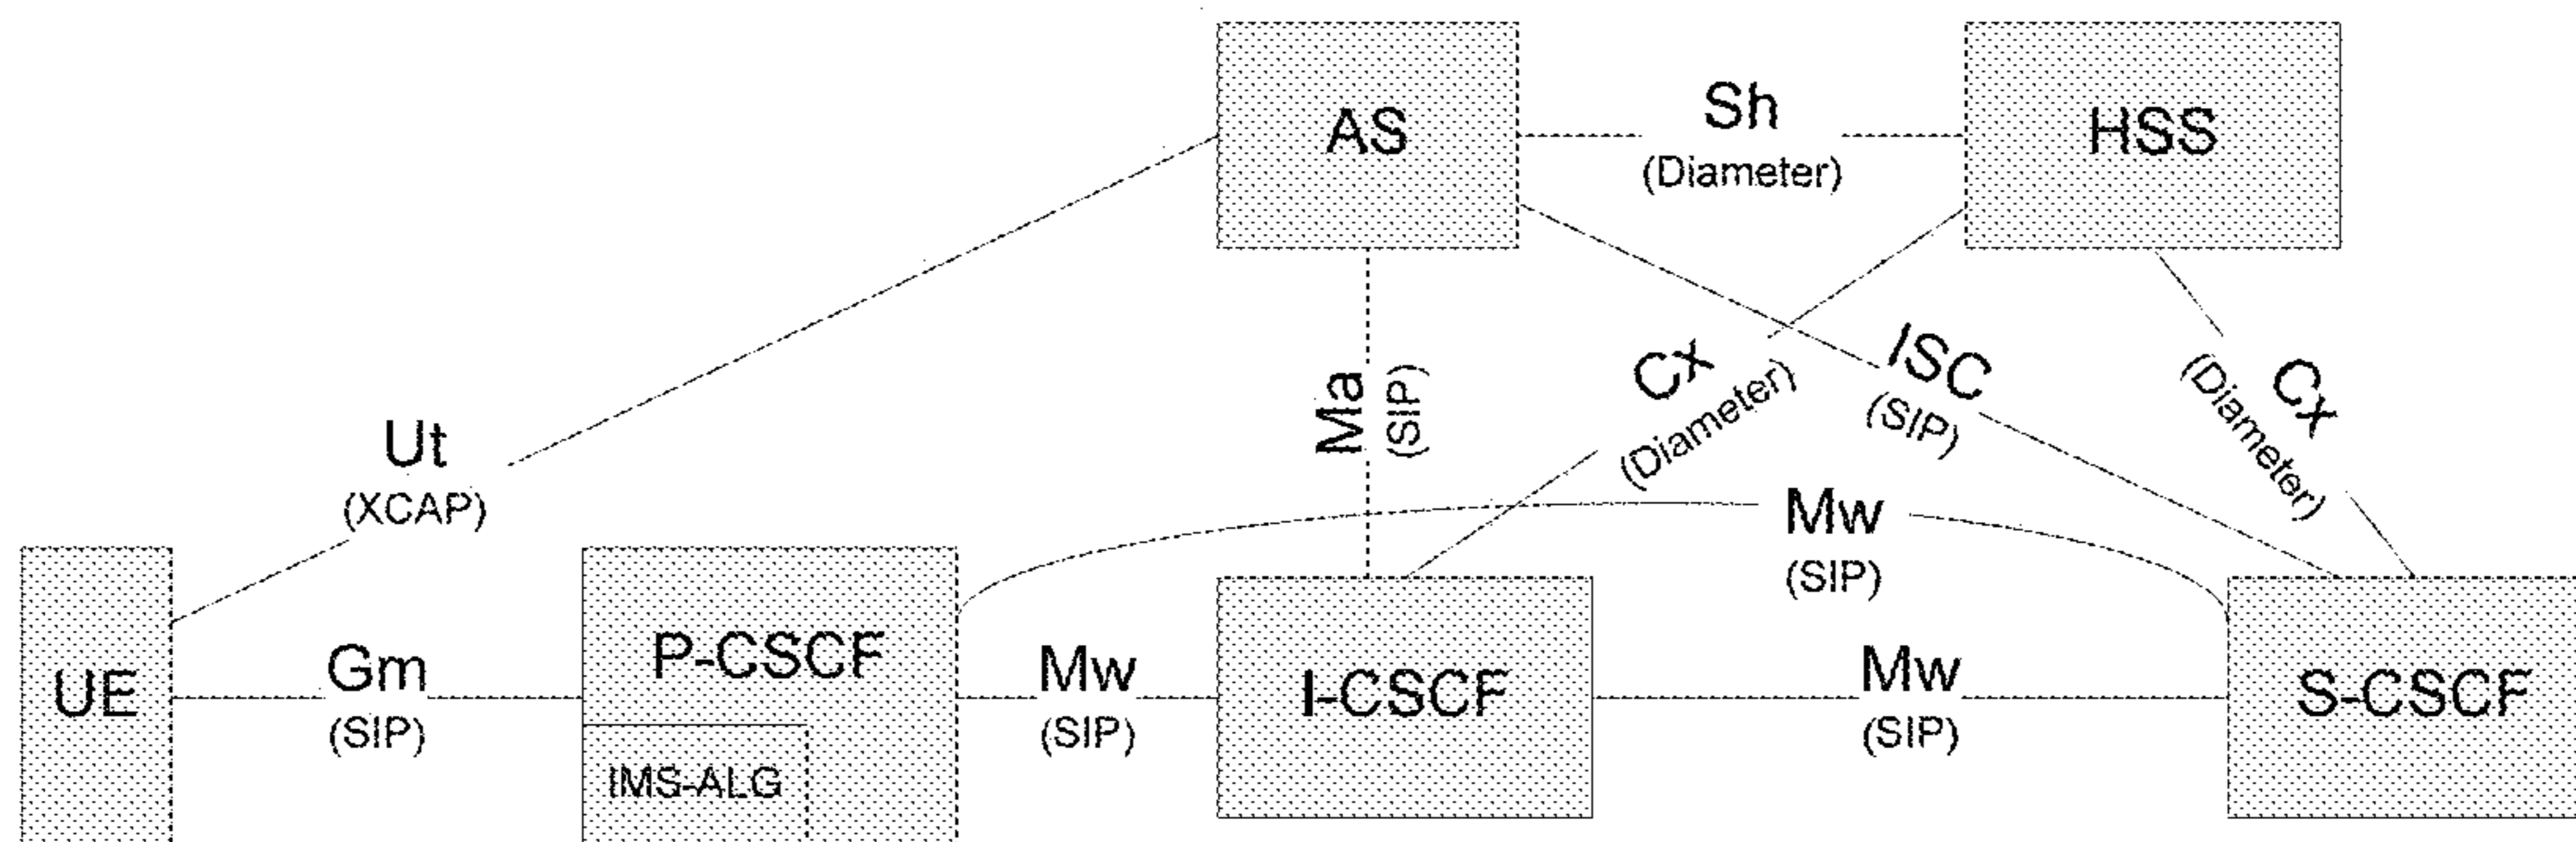 AS
Sh
(Diameter)
HSS
Ma
(SIP)
Cx
(Diameter)
ISC
(SIP)
Cx
(Diameter)
Ut
(XCAP)
Mw
(SIP)
UE
Gm
(SIP)
P-CSCF
IMS-ALG
Mw
(SIP)
I-CSCF
Mw
(SIP)
S-CSCF